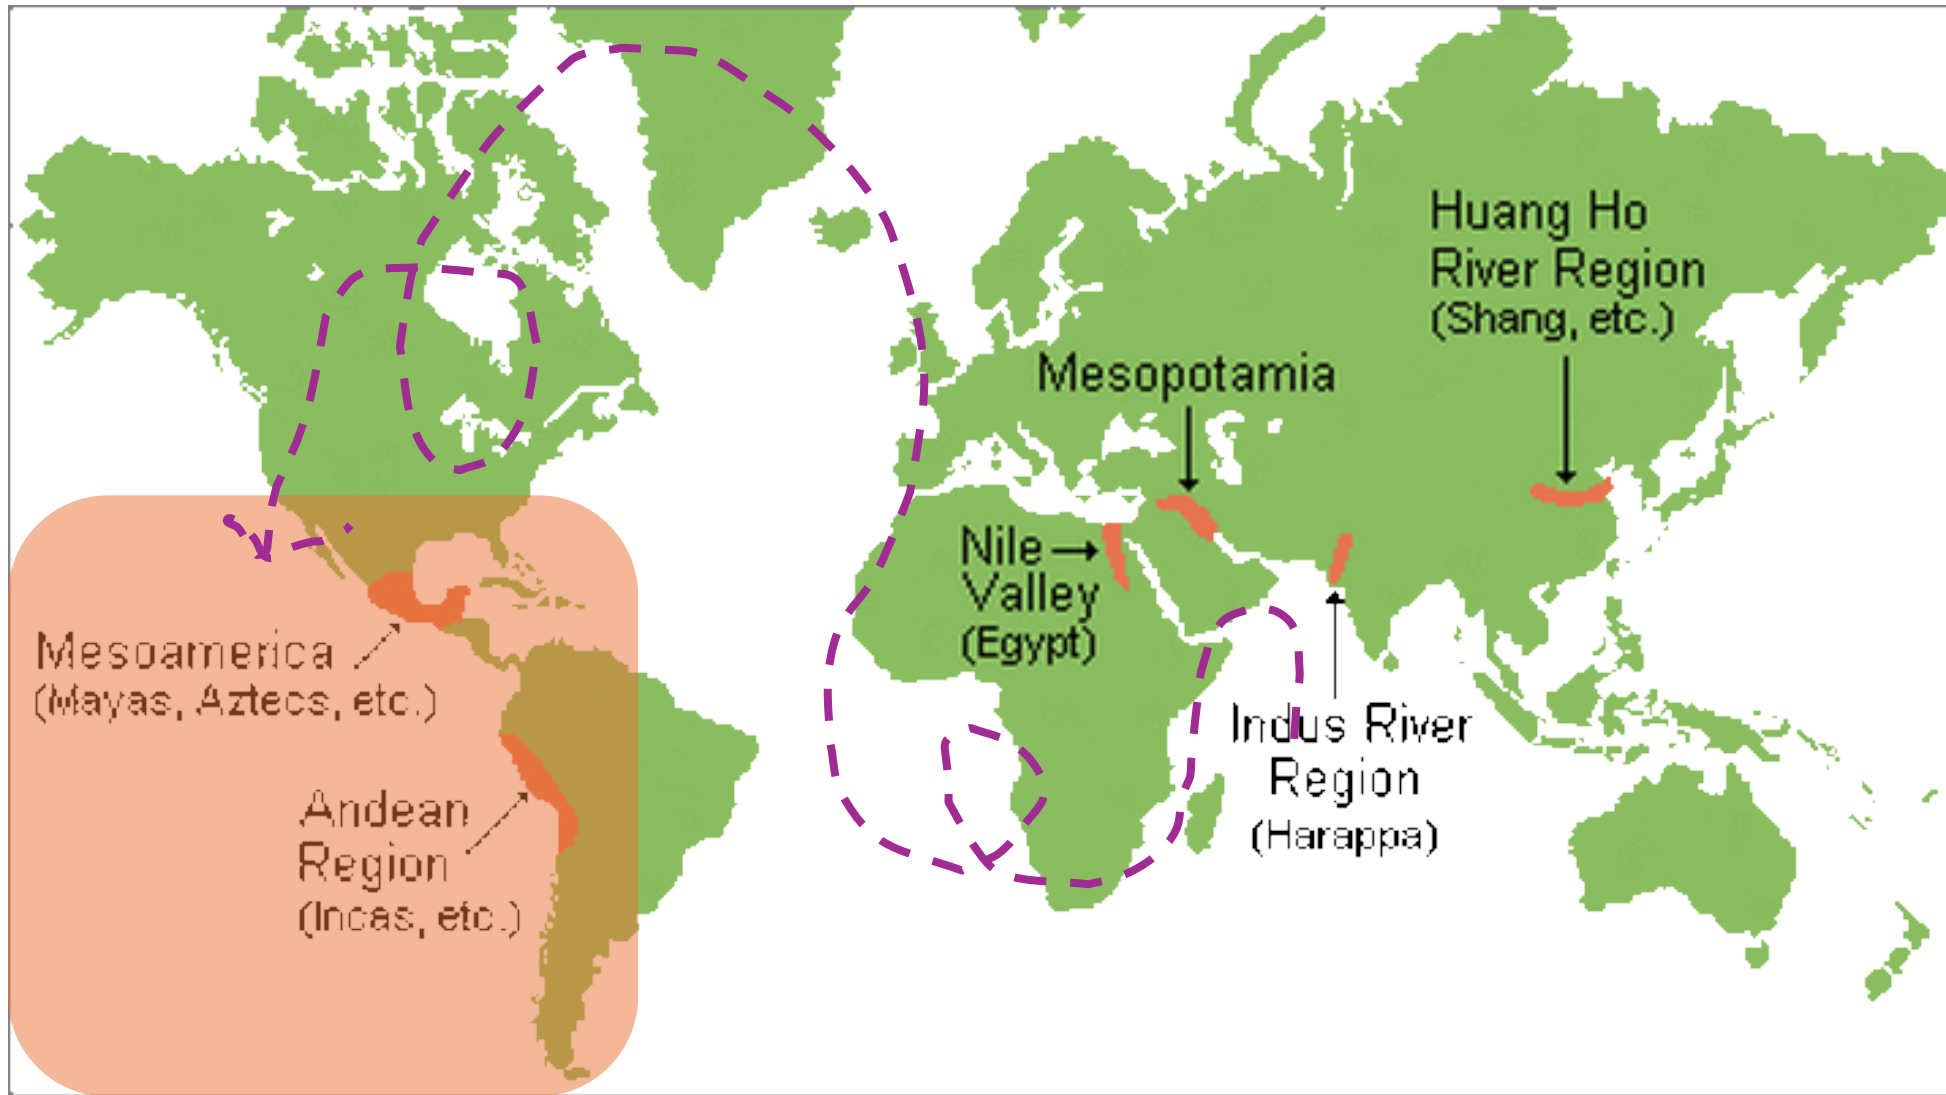 Huang Ho
River Region
(Shang, etc.)
Mesopotamia
Nile
Valley
(Egypt)
Mesoamerica
(Mayas, Aztecs, etc.)
Indus River
Region
(Harappa)
Andean
Region
(Incas, etc.)